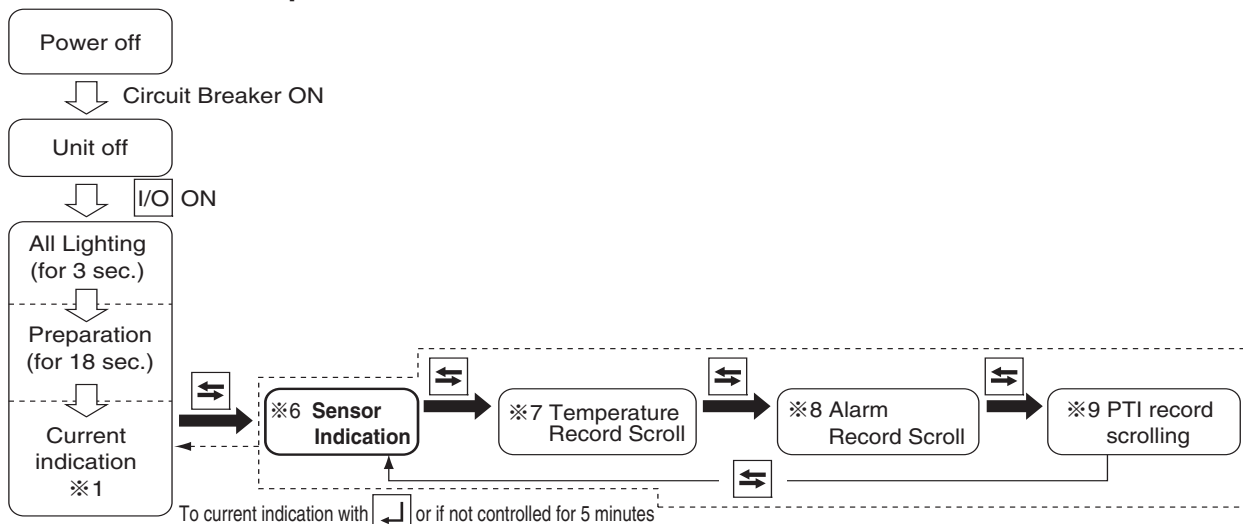 Power off
Circuit Breaker ON
Unit off
I/O ON
All Lighting
(for 3 sec.)
Preparation
(for 18 sec.)
Current
indication
※1
※6 Sensor
Indication
※7 Temperature
Record Scroll
※8 Alarm
Record Scroll
※9 PTI record
scrolling
To current indication with or if not controlled for 5 minutes